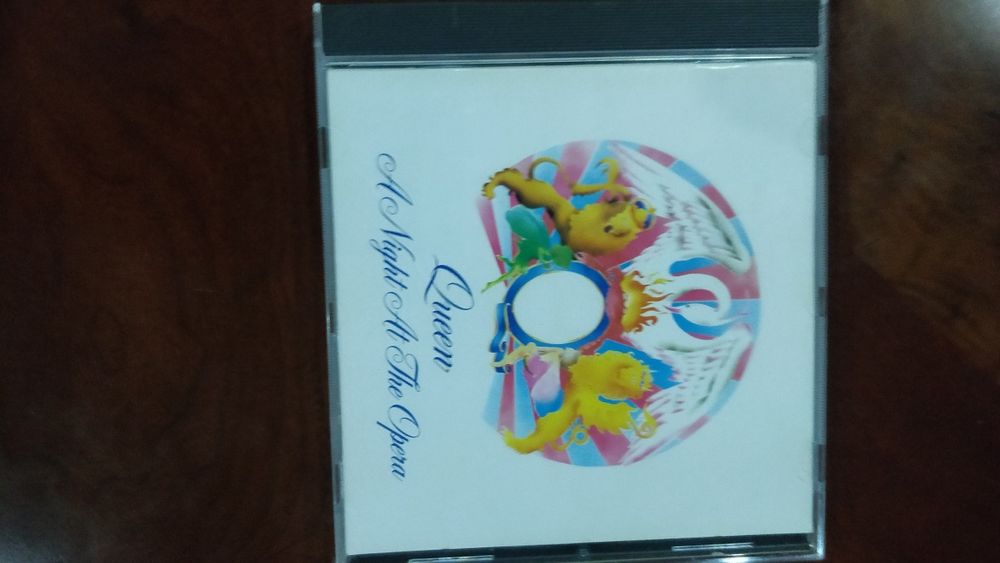 Queen
A Night At The Opera